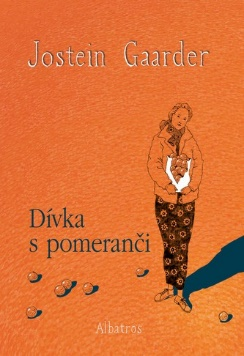 Jostein Gaarder
Dívka
s pomeranči
Albatros